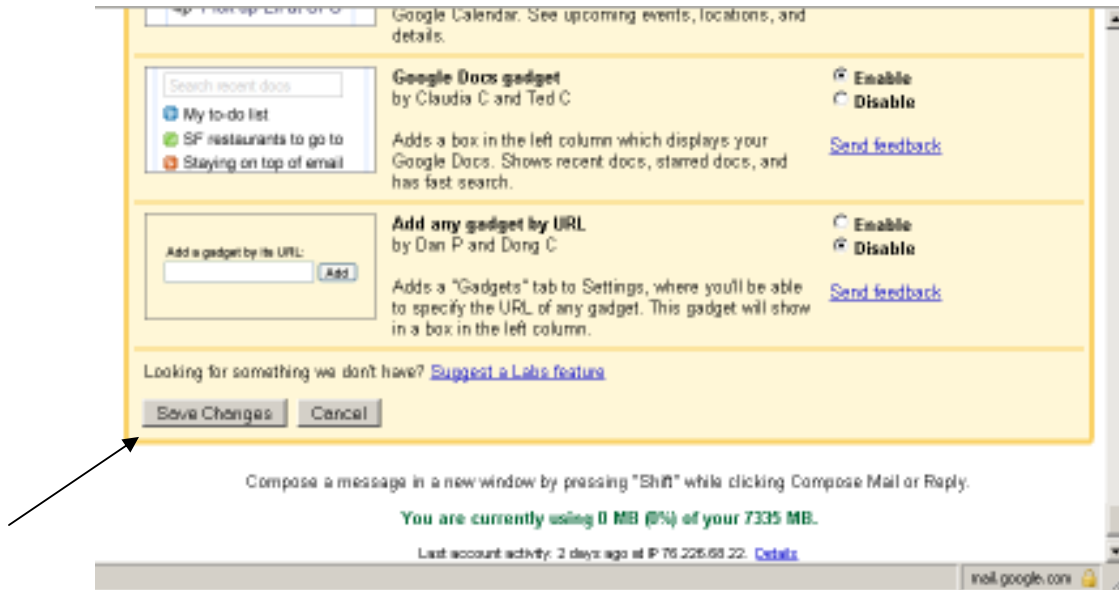 Google Calendar. See upcoming events, locations, and
details.
Search recent docs
My to-do list
SF restaurants to go to
Staying on top of email
Google Docs gadget
by Claudia C and Ted C
Adds a box in the left column which displays your
Google Docs. Shows recent docs, starred docs, and
has fast search.
Enable
Disable
Send feedback
Add a gadget by its URL:
Add
Add any gadget by URL
by Dan P and Dong C
Adds a "Gadgets" tab to Settings, where you'll be able
to specify the URL of any gadget. This gadget will show
in a box in the left column.
Enable
Disable
Send feedback
Looking for something we don't have? Suggest a Labs feature
Save Changes Cancel
Compose a message in a new window by pressing "Shift" while clicking Compose Mail or Reply.
You are currently using 0 MB (0%) of your 7335 MB.
Last account activity: 2 days ago at IP 76.226.68.22. Details
mail.google.com